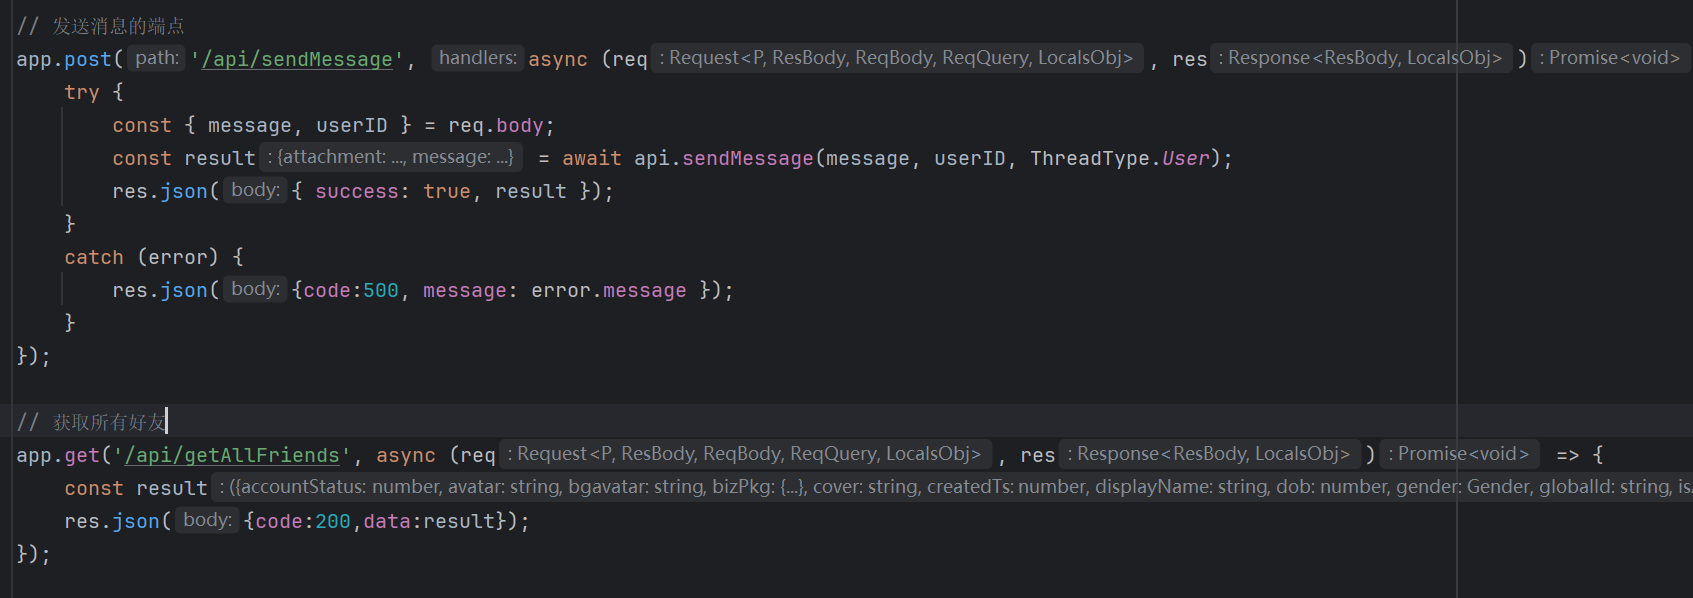 // 发送消息的端点
app.post( path: '/api/sendMessage', handlers: async (req : Request<P, ResBody, ReqBody, ReqQuery, LocalsObj> , res : Response<ResBody, LocalsObj> ) : Promise<void>
try {
const { message, userID } = req.body;
const result : {attachment: ..., message: ...} = await api.sendMessage(message, userID, ThreadType.User);
res.json( body: { success: true, result });
}
catch (error) {
res.json( body: {code:500, message: error.message });
}
});
// 获取所有好友
app.get('/api/getAllFriends', async (req : Request<P, ResBody, ReqBody, ReqQuery, LocalsObj> , res : Response<ResBody, LocalsObj> ) : Promise<void> => {
const result : ({accountStatus: number, avatar: string, bgavatar: string, bizPkg: {...}, cover: string, createdTs: number, displayName: string, dob: number, gender: Gender, globalId: string,
res.json( body: {code:200,data:result});
});